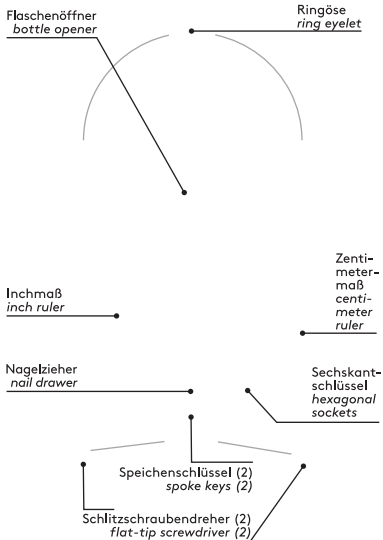 Flaschenöffner
bottle opener
Ringöse
ring eyelet
Zenti-
meter-
maß
centi-
meter
ruler
Inchmaß
inch ruler
Nagelzieher
nail drawer
Sechskant-
schlüssel
hexagonal
sockets
Speichenschlüssel (2)
spoke keys (2)
Schlitzschraubendreher (2)
flat-tip screwdriver (2)